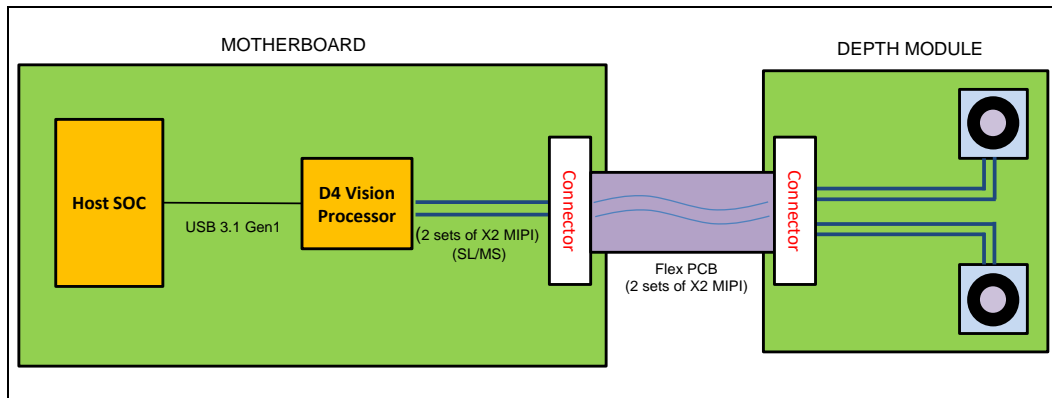 MOTHERBOARD
DEPTH MODULE
Host SOC
USB 3.1 Gen1
D4 Vision
Processor
(2 sets of X2 MIPI)
(SL/MS)
Connector
Flex PCB
(2 sets of X2 MIPI)
Connector